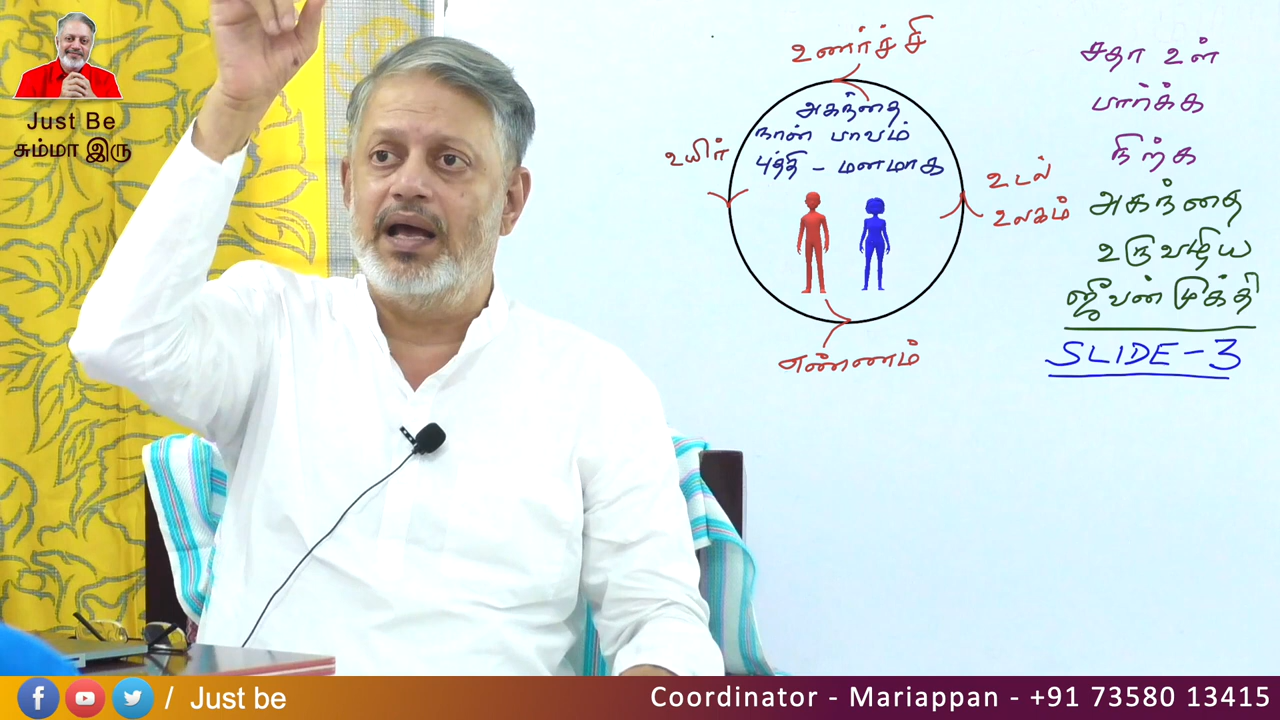 Just Be
சும்மா இரு
உணர்ச்சி
அகந்தை
நான் பாவம்
புத்தி - மனமாக
உயிர்
உடல்
உலகம்
எண்ணம்
சதா உள்
பார்க்க
நிற்க
அகந்தை
உருவழிய
ஜீவன் முக்தி
SLIDE-3
/ Just be
Coordinator - Mariappan - +91 73580 13415